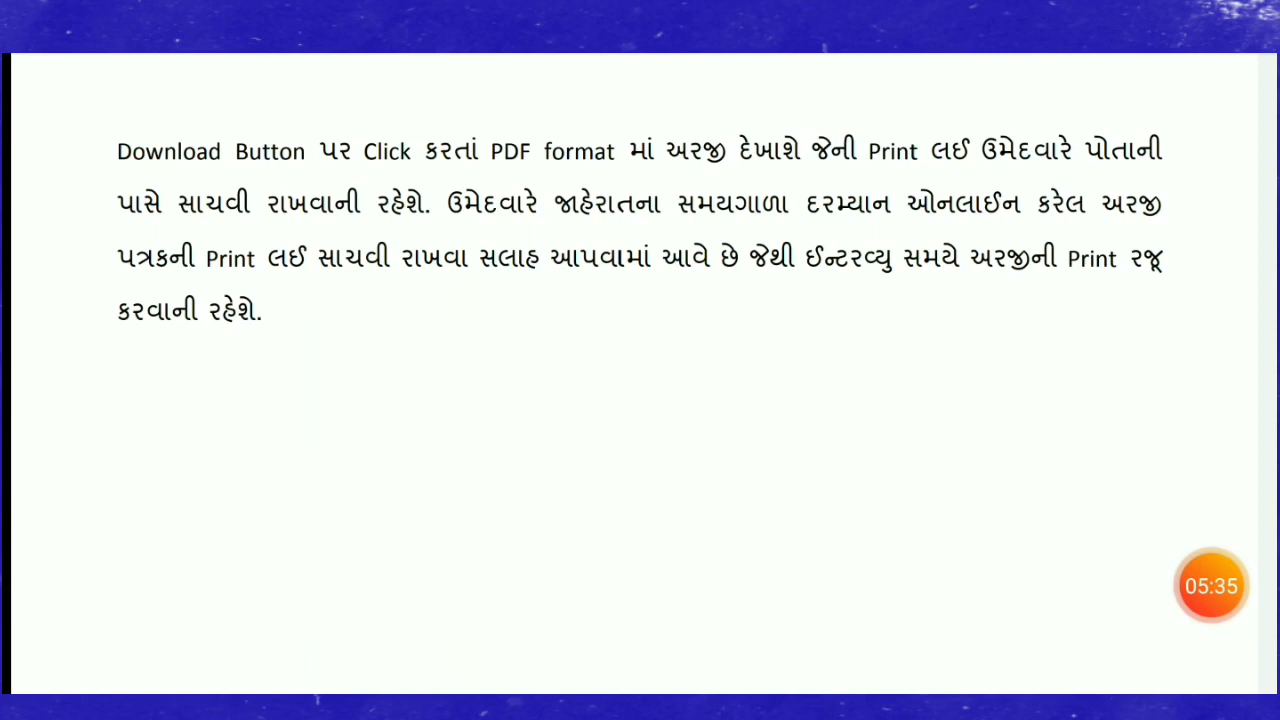 Download Button પર Click કરતાં PDF format માં અરજી દેખાશે જેની Print લઈ ઉમેદવારે પોતાની
પાસે સાચવી રાખવાની રહેશે. ઉમેદવારે જાહેરાતના સમયગાળા દરમ્યાન ઓનલાઈન કરેલ અરજી
પત્રકની Print લઈ સાચવી રાખવા સલાહ આપવામાં આવે છે જેથી ઈન્ટરવ્યુ સમયે અરજીની Print રજૂ
કરવાની રહેશે.
05:35